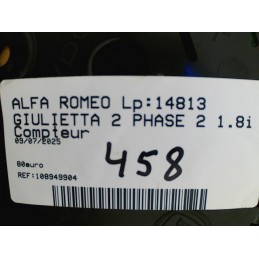 ALFA ROMEO Lp:14813
GIULIETTA 2 PHASE 2 1.8i
Compteur
09/07/2025
458
80euro
REF:108949904